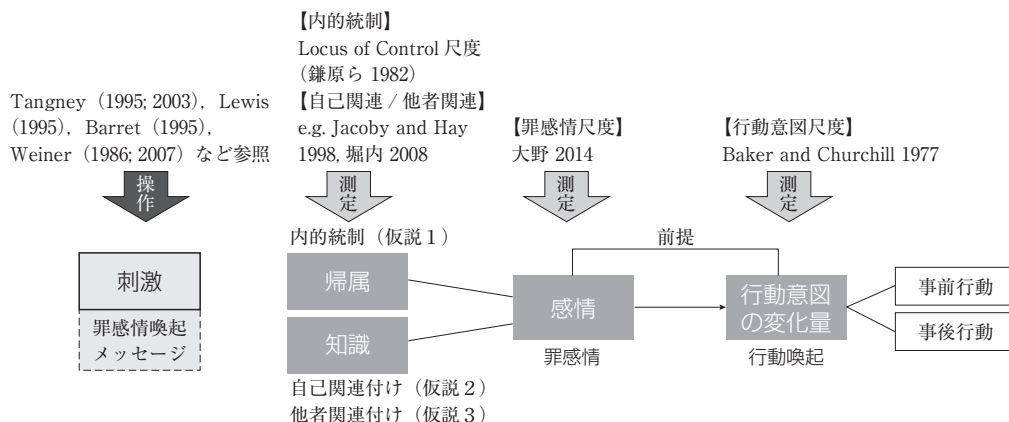 【内的統制】
Locus of Control 尺度
(鎌原ら 1982)
【自己関連 / 他者関連】
e.g. Jacoby and Hay
1998, 堀内 2008
Tangney (1995; 2003), Lewis
(1995), Barret (1995),
Weiner (1986; 2007) など参照
【罪感情尺度】
大野 2014
【行動意図尺度】
Baker and Churchill 1977
操作
測定
測定
測定
内的統制(仮説1)
前提
刺激
罪感情喚起
メッセージ
帰属
知識
自己関連付け(仮説2)
他者関連付け(仮説3)
感情
罪感情
行動意図
の変化量
行動喚起
事前行動
事後行動